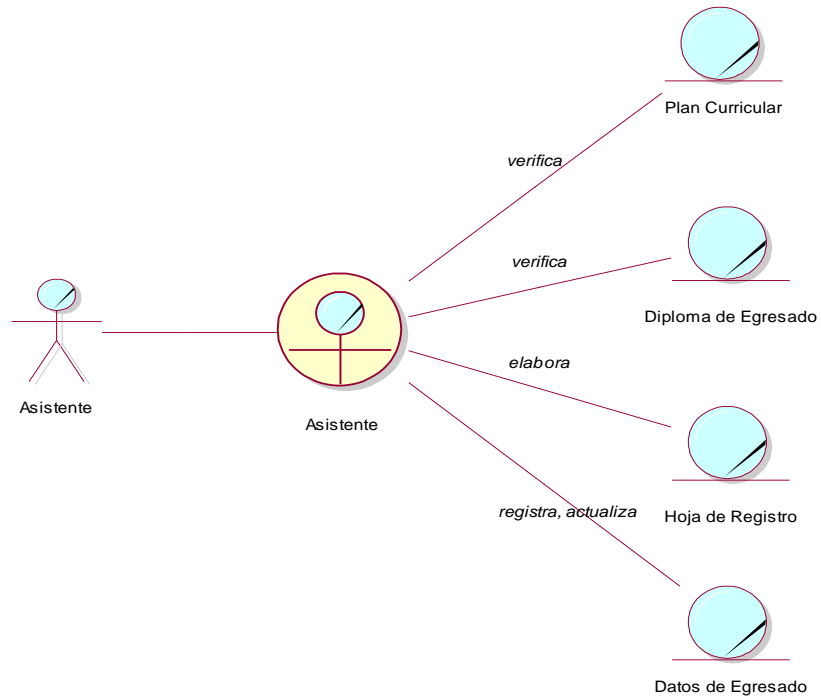 Plan Curricular
verifica
verifica
Diploma de Egresado
elabora
Asistente
Asistente
registra, actualiza
Hoja de Registro
Datos de Egresado